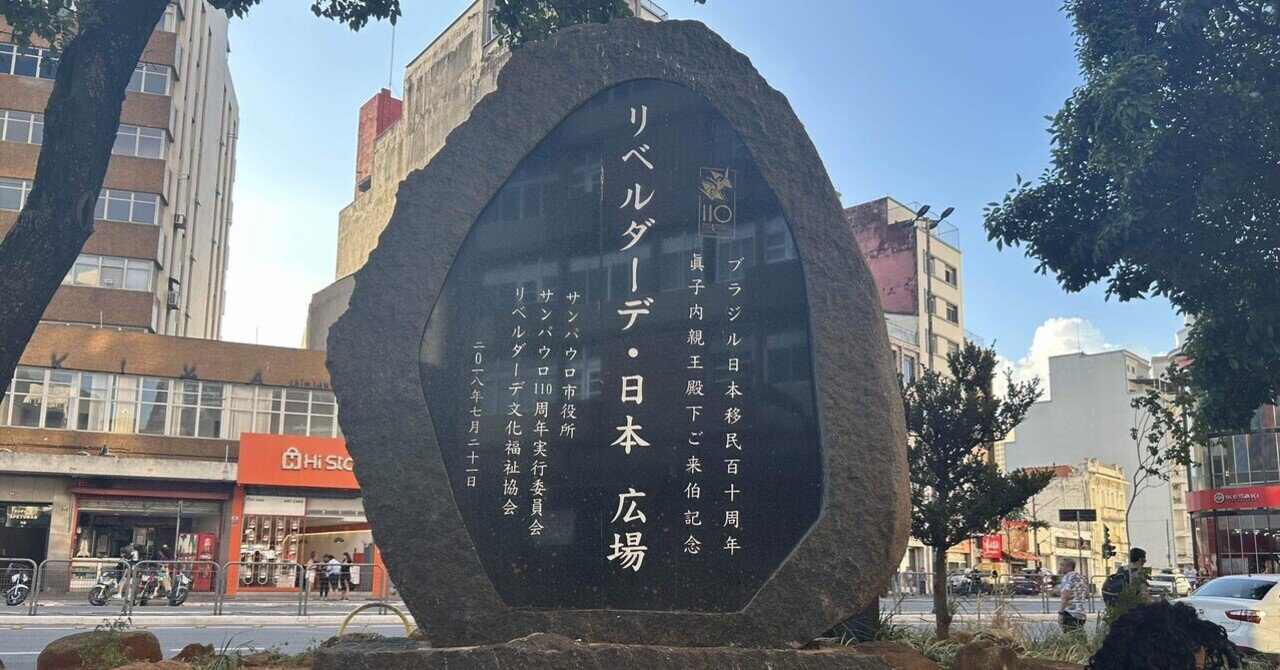 ブラジル日本移民百十周年
眞子内親王殿下ご来伯記念
110
リベルダーデ・日本 広場
サンパウロ市役所
サンパウロ110周年実行委員会
リベルダーデ文化福祉協会
二〇一八年七月二十一日
Hi Sto
IKESAKI